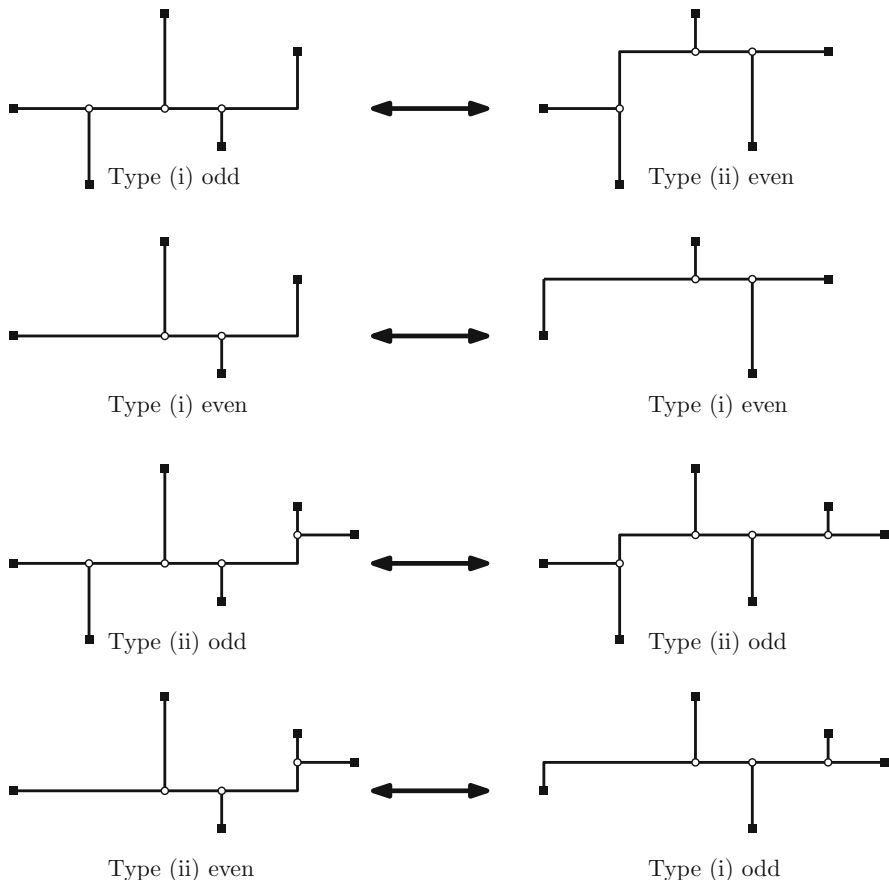 Type (i) odd
Type (ii) even
Type (i) even
Type (i) even
Type (ii) odd
Type (ii) odd
Type (ii) even
Type (i) odd